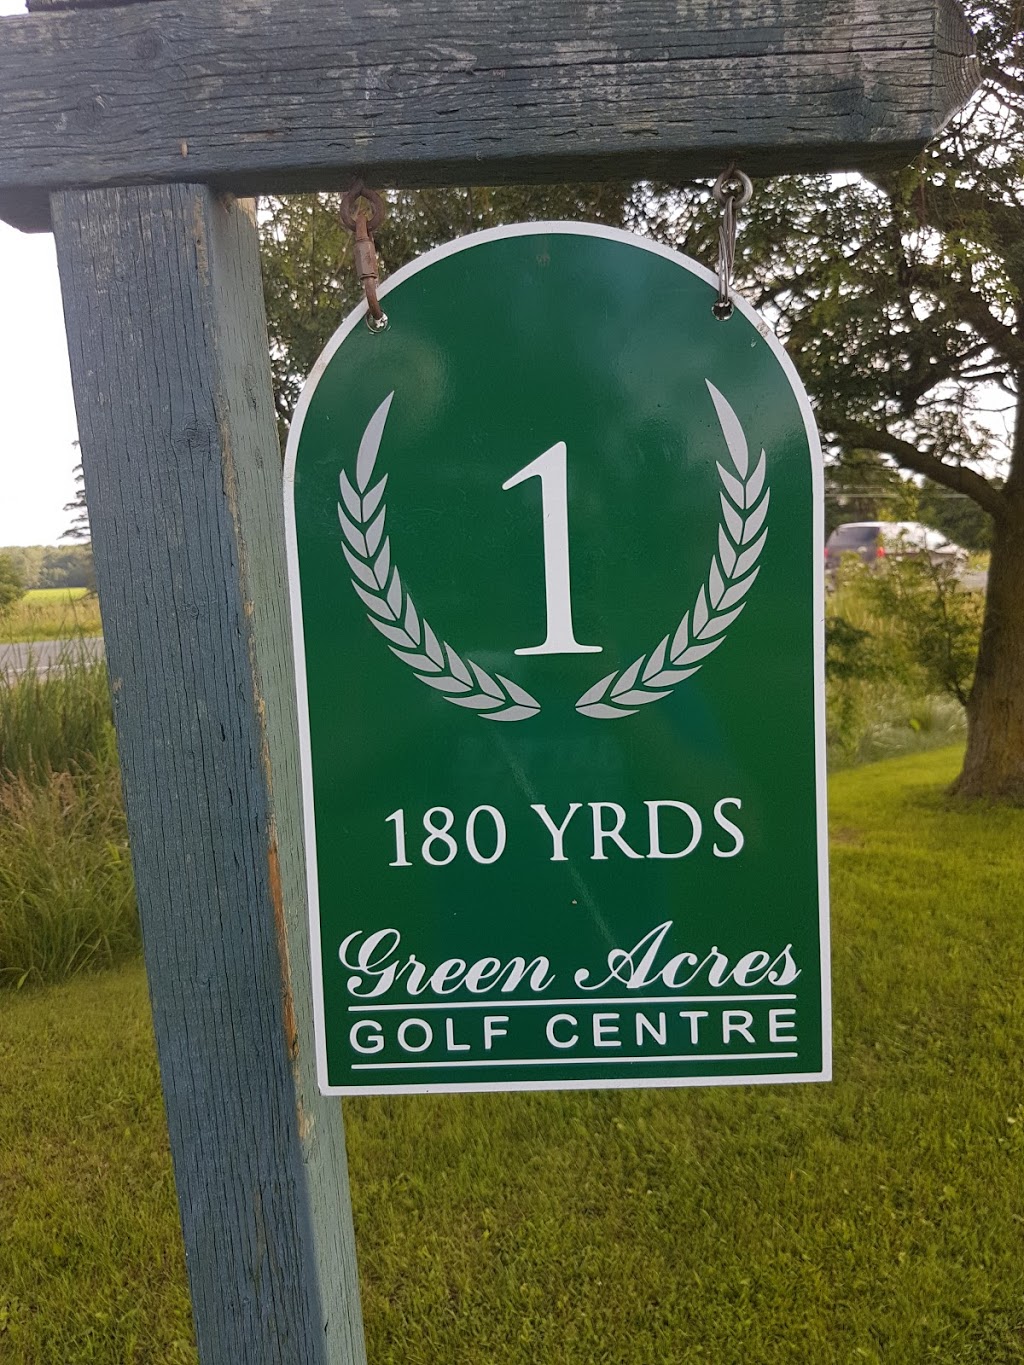 1
180 YRDS
Green Acres
GOLF CENTRE